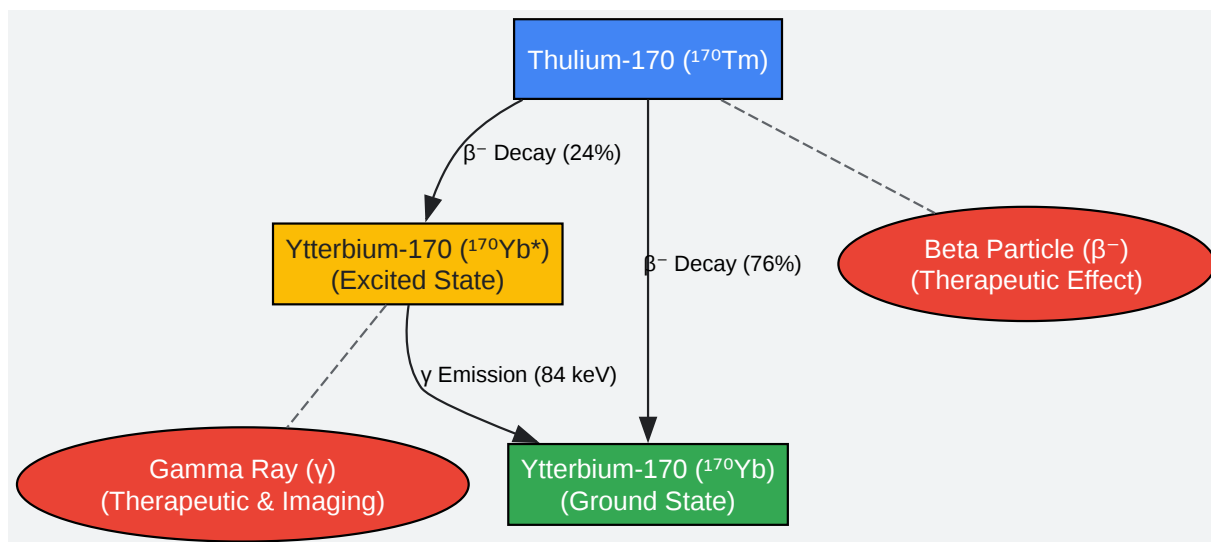 Thulium-170 (¹⁷⁰Tm)
β⁻ Decay (24%)
Ytterbium-170 (¹⁷⁰Yb*)
(Excited State)
β⁻ Decay (76%)
Beta Particle (β⁻)
(Therapeutic Effect)
γ Emission (84 keV)
Gamma Ray (γ)
(Therapeutic & Imaging)
Ytterbium-170 (¹⁷⁰Yb)
(Ground State)